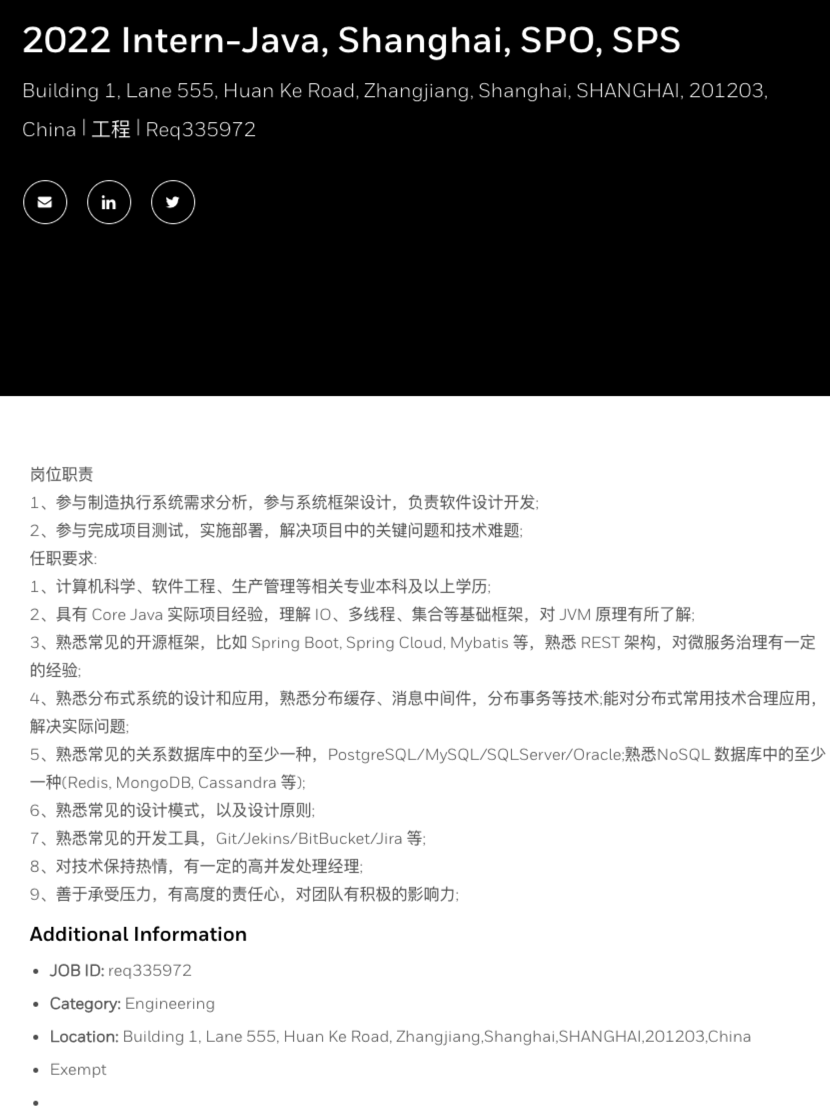 2022 Intern-Java, Shanghai, SPO, SPS
Building 1, Lane 555, Huan Ke Road, Zhangjiang, Shanghai, SHANGHAI, 201203,
China | 工程 | Req335972
in
岗位职责
1、参与制造执行系统需求分析，参与系统框架设计，负责软件设计开发;
2、参与完成项目测试，实施部署，解决项目中的关键问题和技术难题;
任职要求:
1、计算机科学、软件工程、生产管理等相关专业本科及以上学历;
2、具有 Core Java 实际项目经验，理解 IO、多线程、集合等基础框架，对 JVM 原理有所了解;
3、熟悉常见的开源框架，比如 Spring Boot, Spring Cloud, Mybatis 等，熟悉 REST 架构，对微服务治理有一定
的经验;
4、熟悉分布式系统的设计和应用，熟悉分布缓存、消息中间件，分布事务等技术;能对分布式常用技术合理应用，
解决实际问题;
5、熟悉常见的关系数据库中的至少一种，PostgreSQL/MySQL/SQLServer/Oracle;熟悉NoSQL 数据库中的至少
一种(Redis, MongoDB, Cassandra 等);
6、熟悉常见的设计模式，以及设计原则;
7、熟悉常见的开发工具，Git/Jekins/BitBucket/Jira 等;
8、对技术保持热情，有一定的高并发处理经理;
9、善于承受压力，有高度的责任心，对团队有积极的影响力;
Additional Information
• JOB ID: req335972
• Category: Engineering
• Location: Building 1, Lane 555, Huan Ke Road, Zhangjiang,Shanghai,SHANGHAI,201203,China
• Exempt
•